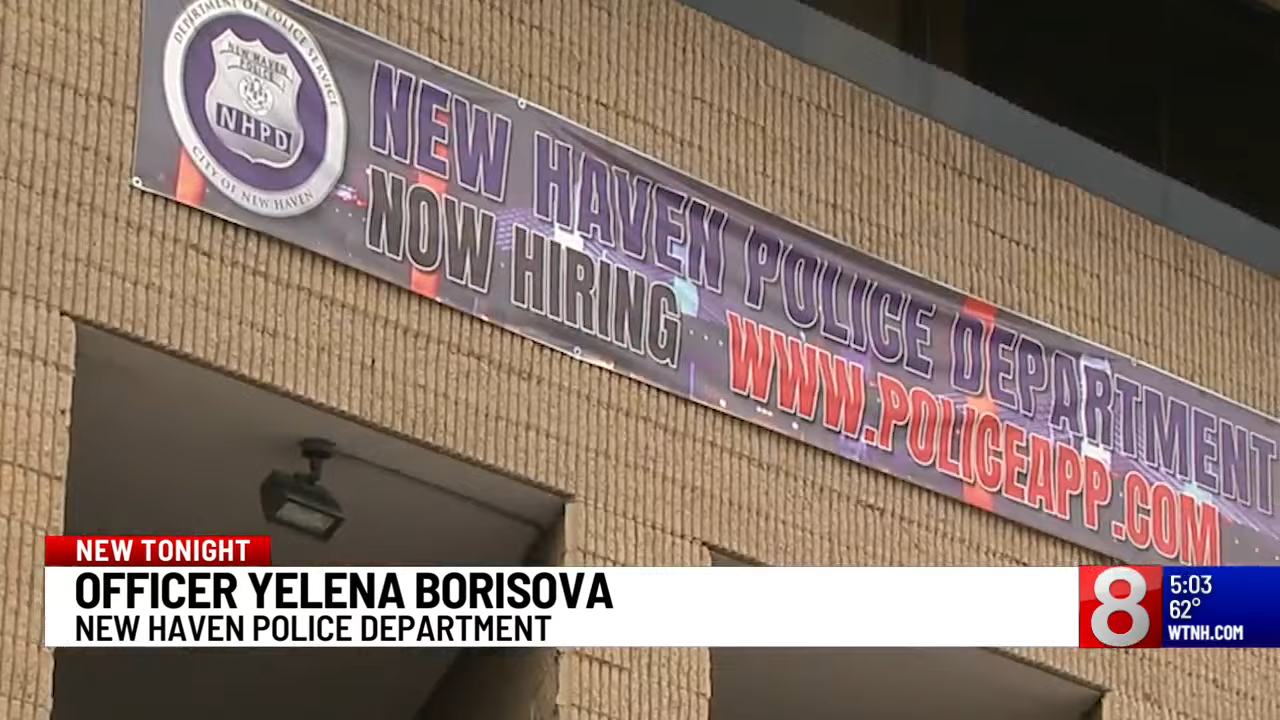 DEPARTMENT OF POLICE SERVICE
NEW HAVEN
POLICE
NHPD
CITY OF NEW HAVEN
NEW HAVEN POLICE DEPARTMENT
NOW HIRING
WWW.POLICEAPP.COM
NEW TONIGHT
OFFICER YELENA BORISOVA
NEW HAVEN POLICE DEPARTMENT
8
5:03
62°
WTNH.COM